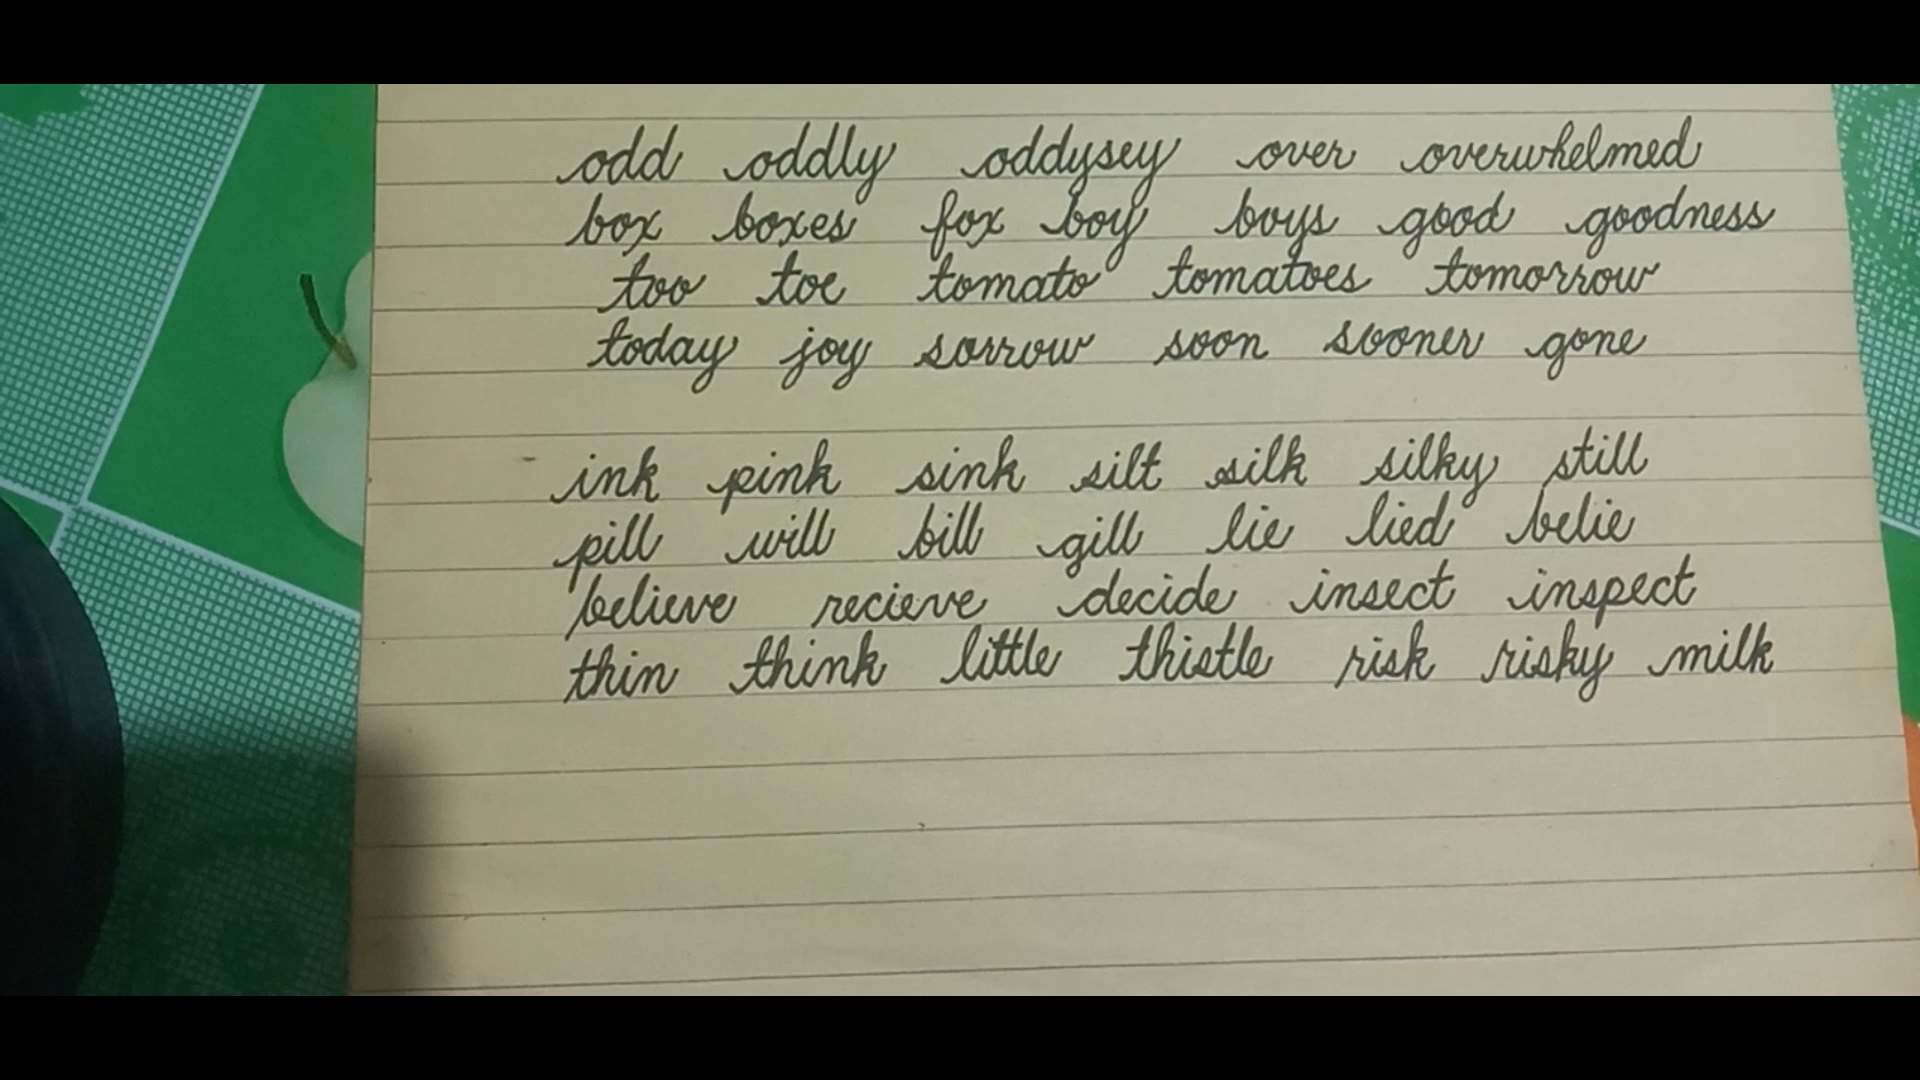 odd oddly oddysey over overwhelmed
box boxes fox boy boys good goodness
too toe tomato tomatoes tomorrow
today joy sorrow soon sooner gone
ink pink sink silt silk silky still
pill will bill gill lie lied belie
believe recieve decide insect inspect
thin think little thistle risk risky milk